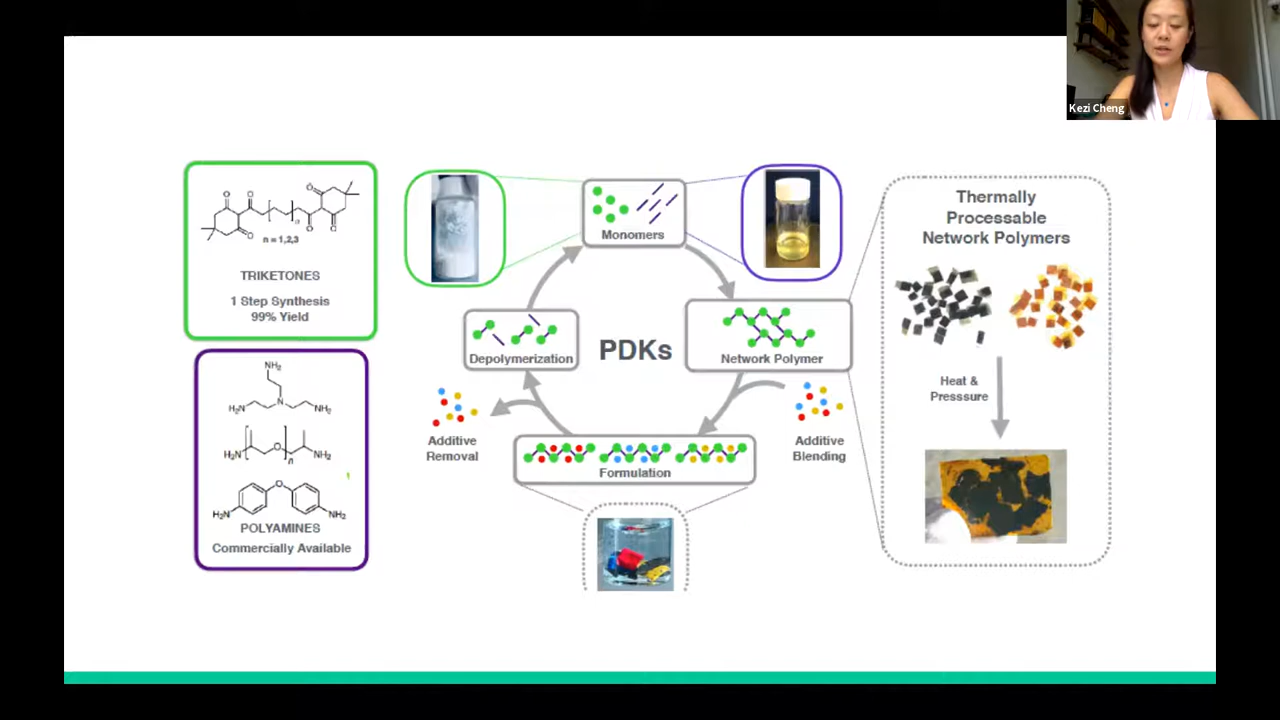 Kezi Cheng
n = 1,2,3
TRIKETONES
1 Step Synthesis
99% Yield
NH₂
H₂N
N
NH₂
H₂N
O
n
NH₂
O
H₂N
NH₂
POLYAMINES
Commercially Available
Monomers
Depolymerization
PDKs
Network Polymer
Additive
Removal
Additive
Blending
Formulation
Thermally
Processable
Network Polymers
Heat &
Presssure